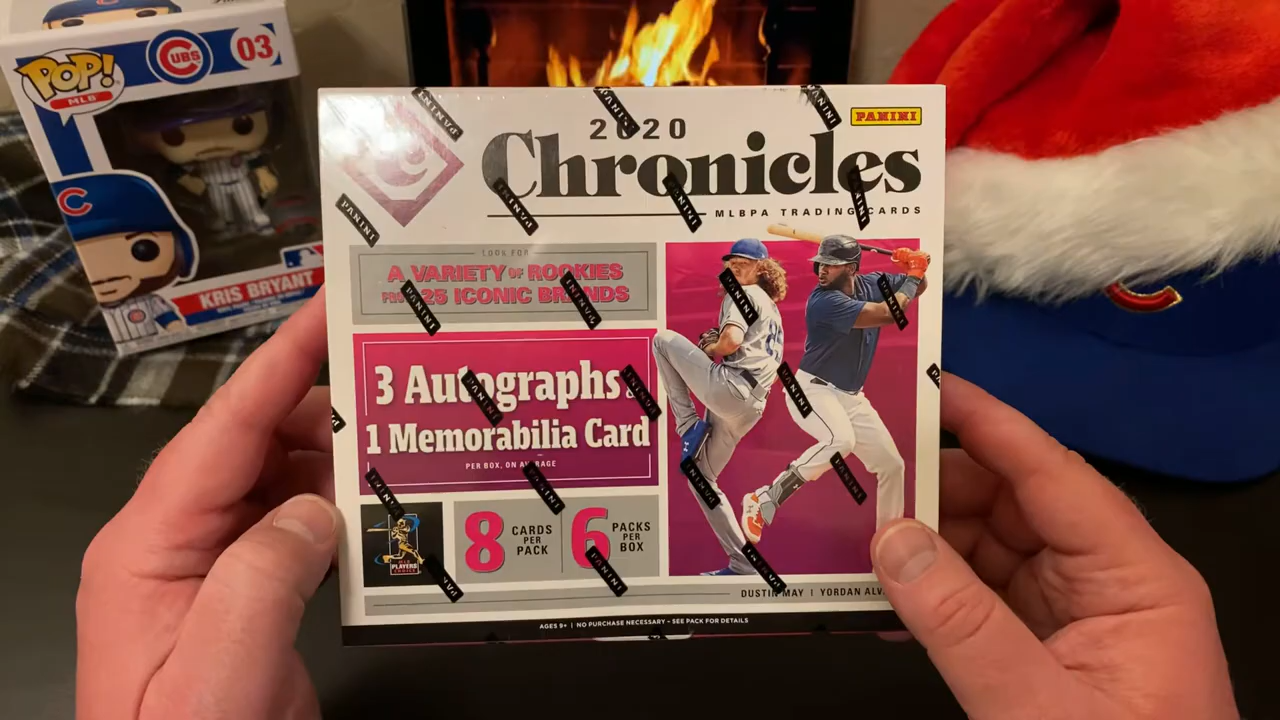 POP!
MLB
CUBS
03
C
KRIS BRYANT
PANINI
2020
Chronicles
MLBPA TRADING CARDS
LOOK FOR
A VARIETY OF ROOKIES
25 ICONIC BRANDS
3 Autographs &
1 Memorabilia Card
PER BOX, ON AVERAGE
PLAYERS
CHOICE
8 CARDS PER PACK
6 PACKS PER BOX
DUSTIN MAY | YORDAN ALV
AGES 9+ | NO PURCHASE NECESSARY - SEE PACK FOR DETAILS